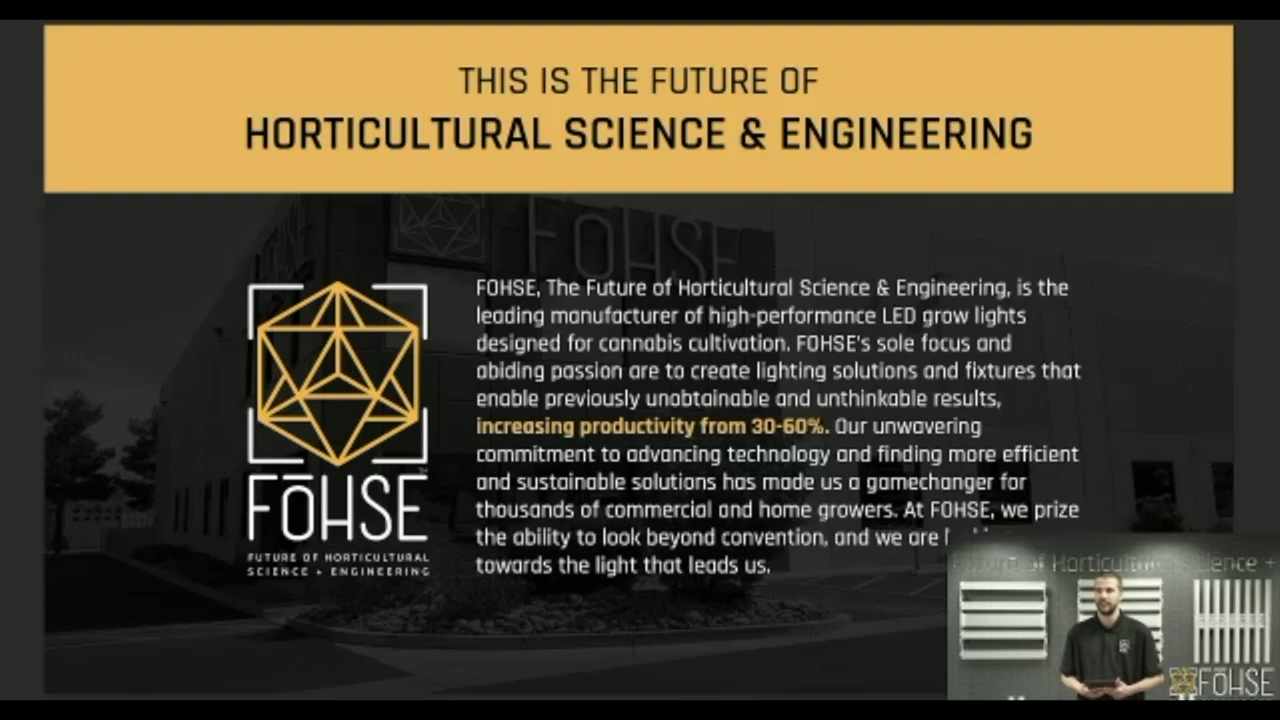 THIS IS THE FUTURE OF
HORTICULTURAL SCIENCE & ENGINEERING
FOHSE
FOHSE, The Future of Horticultural Science & Engineering, is the
leading manufacturer of high-performance LED grow lights
designed for cannabis cultivation. FOHSE's sole focus and
abiding passion are to create lighting solutions and fixtures that
enable previously unobtainable and unthinkable results,
increasing productivity from 30-60%. Our unwavering
commitment to advancing technology and finding more efficient
and sustainable solutions has made us a gamechanger for
thousands of commercial and home growers. At FOHSE, we prize
the ability to look beyond convention, and we are
towards the light that leads us.
FŌHSE
FUTURE OF HORTICULTURAL
SCIENCE + ENGINEERING
Future of Horticultural Science +
FŌHSE